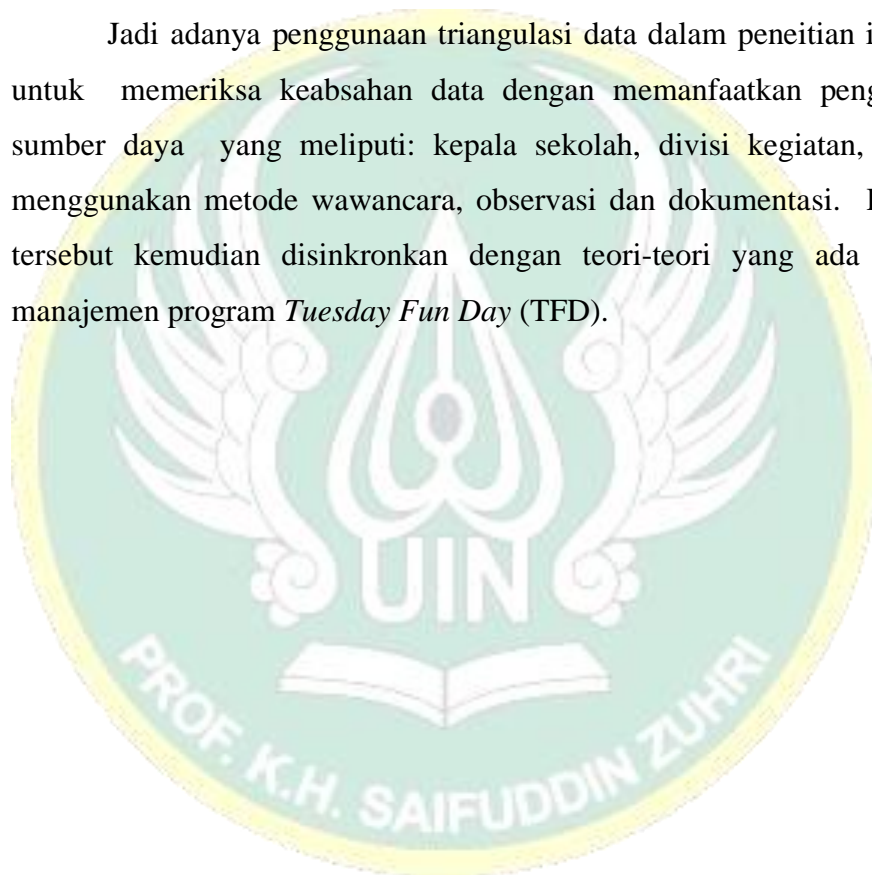 Jadi adanya penggunaan triangulasi data dalam peneitian i
untuk memeriksa keabsahan data dengan memanfaatkan peng
sumber daya yang meliputi: kepala sekolah, divisi kegiatan,
menggunakan metode wawancara, observasi dan dokumentasi.
tersebut kemudian disinkronkan dengan teori-teori yang ada
manajemen program Tuesday Fun Day (TFD).
UIN
PROF. K.H. SAIFUDDIN ZUHRI